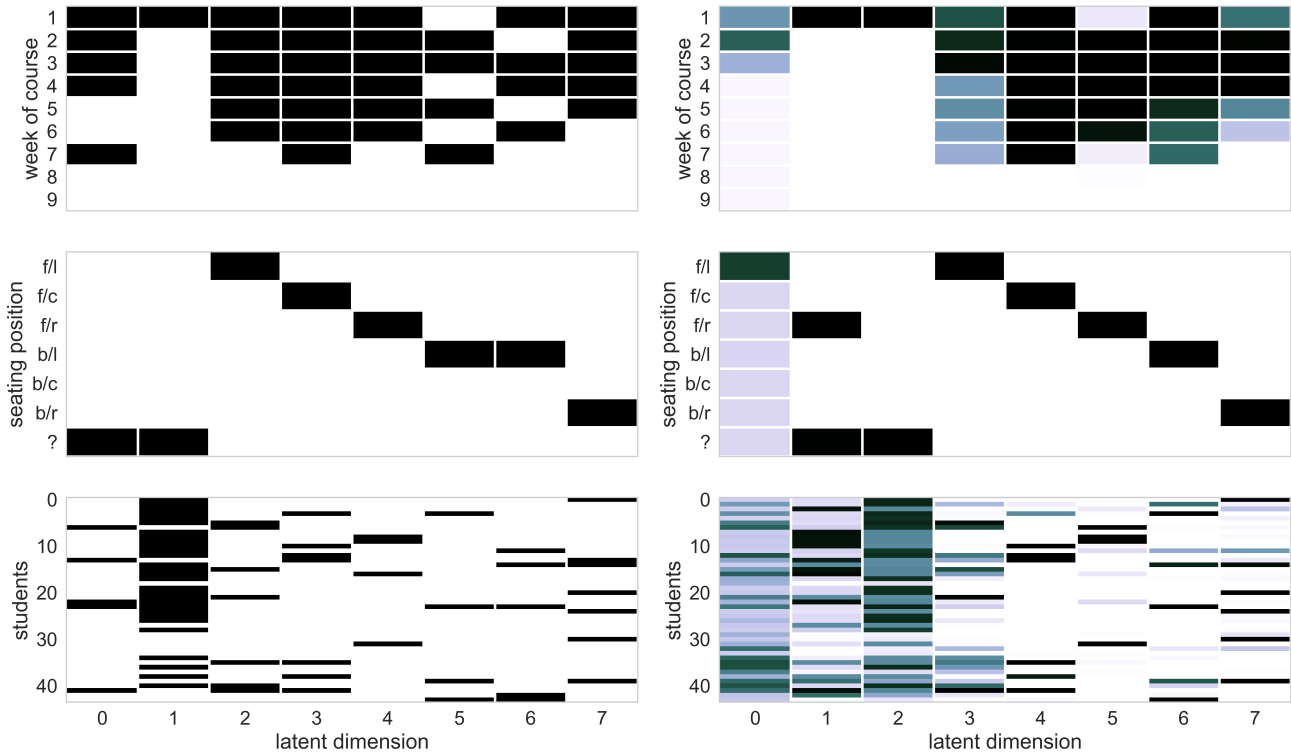 week of course
1
2
3
4
5
6
7
8
9
seating position
f/l
f/c
f/r
b/l
b/c
b/r
?
students
0
10
20
30
40
0 1 2 3 4 5 6 7
latent dimension
week of course
1
2
3
4
5
6
7
8
9
seating position
f/l
f/c
f/r
b/l
b/c
b/r
?
students
0
10
20
30
40
0 1 2 3 4 5 6 7
latent dimension